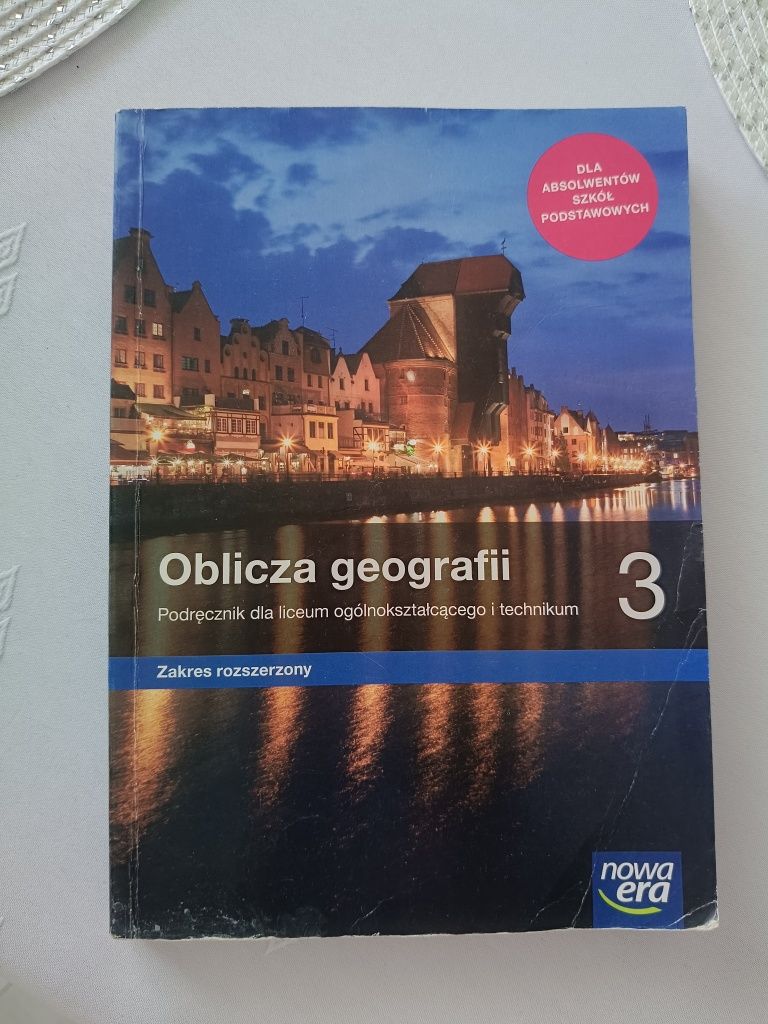 DLA
ABSOLWENTÓW
SZKÓŁ
PODSTAWOWYCH
Oblicza geografii 3
Podręcznik dla liceum ogólnokształcącego i technikum
Zakres rozszerzony
nowa
era